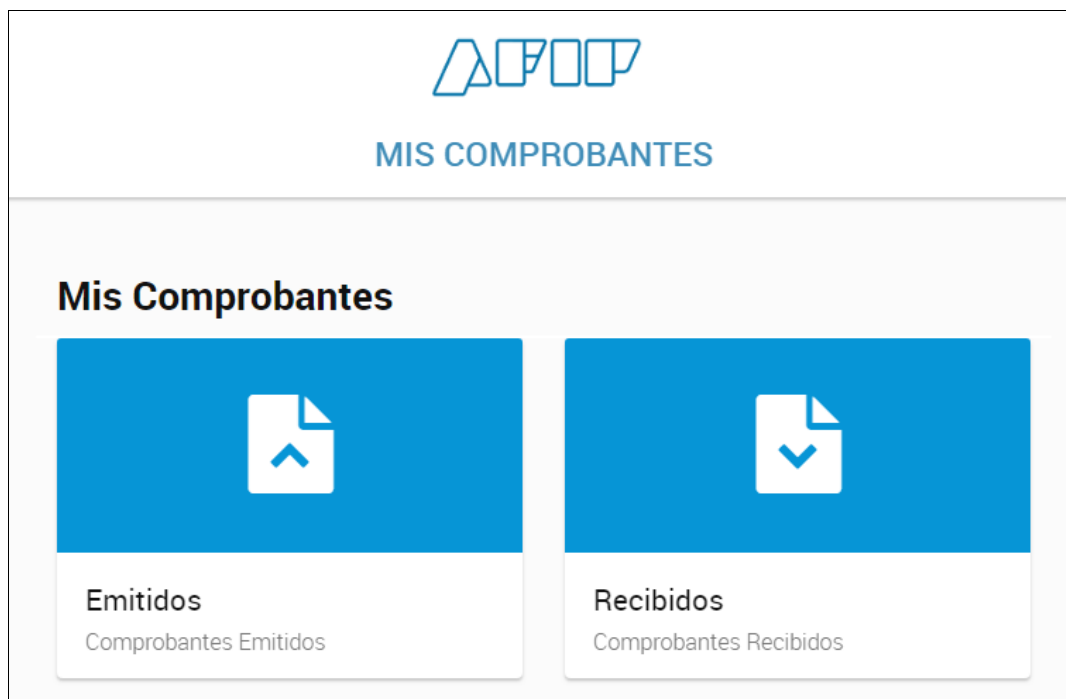 AFIP
MIS COMPROBANTES
Mis Comprobantes
Emitidos
Comprobantes Emitidos
Recibidos
Comprobantes Recibidos